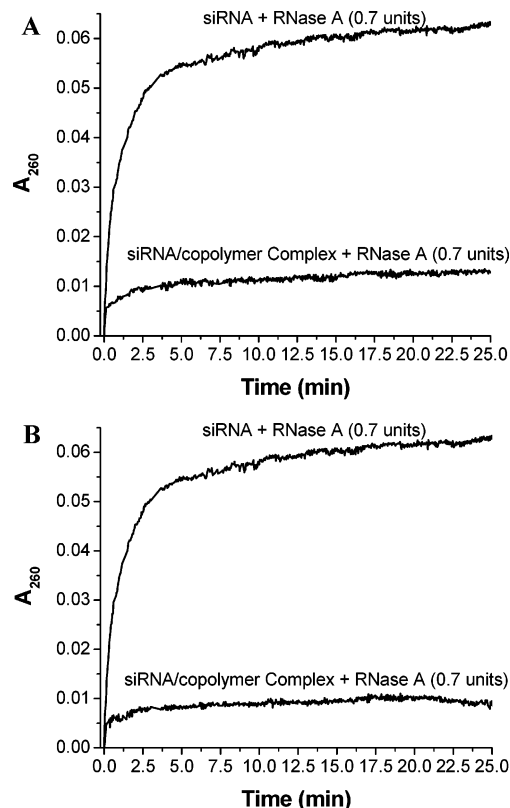 A
siRNA + RNase A (0.7 units)
0.06
0.05
0.04
A260
0.03
0.02
siRNA/copolymer Complex + RNase A (0.7 units)
0.01
0.00
0.0 2.5 5.0 7.5 10.0 12.5 15.0 17.5 20.0 22.5 25.0
Time (min)
B
siRNA + RNase A (0.7 units)
0.06
0.05
0.04
A260
0.03
0.02
siRNA/copolymer Complex + RNase A (0.7 units)
0.01
0.00
0.0 2.5 5.0 7.5 10.0 12.5 15.0 17.5 20.0 22.5 25.0
Time (min)